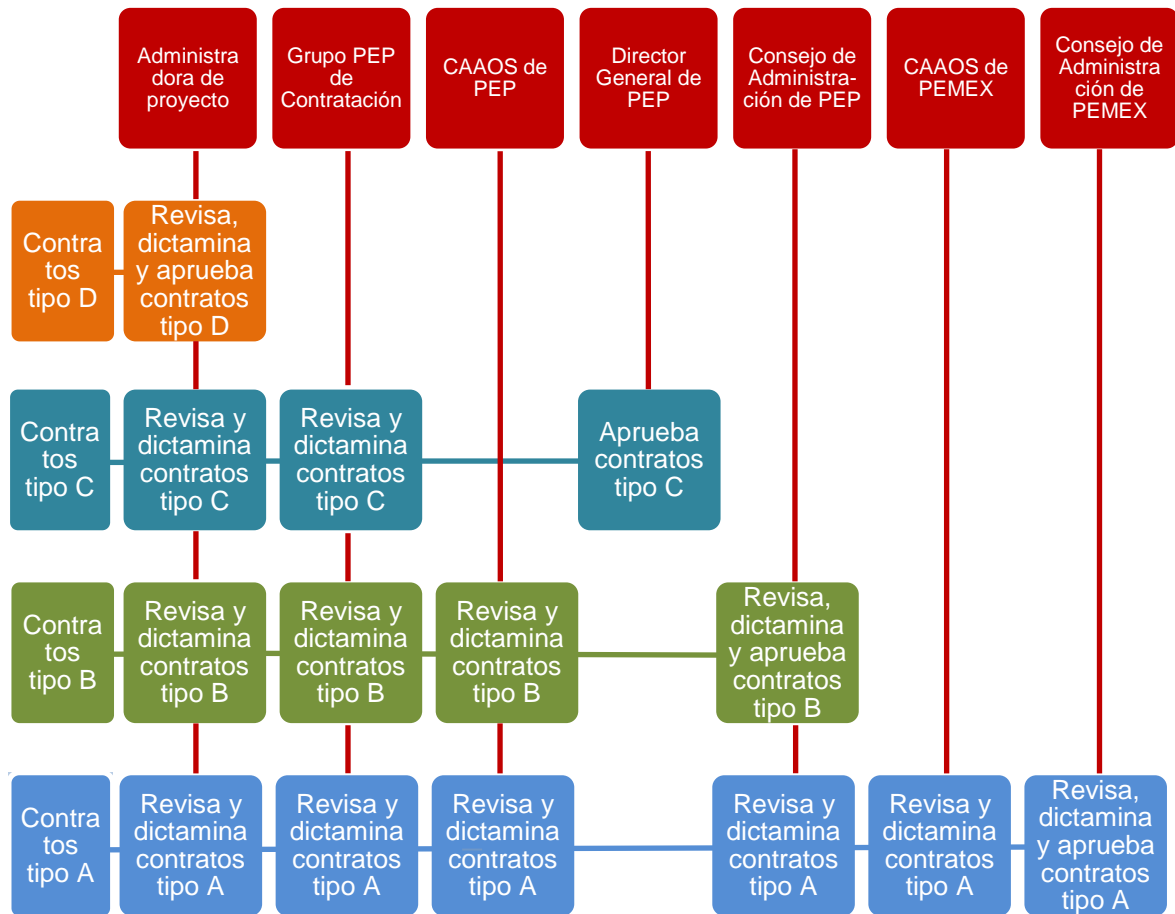 Administra
dora de
proyecto
Grupo PEP
de
Contratación
CAAOS de
PEP
Director
General de
PEP
Consejo de
Administra-
ción de PEP
CAAOS de
PEMEX
Consejo de
Administra
ción de
PEMEX
Contra
tos
tipo D
Revisa,
dictamina
y aprueba
contratos
tipo D
Contra
tos
tipo C
Revisa y
dictamina
contratos
tipo C
Revisa y
dictamina
contratos
tipo C
Aprueba
contratos
tipo C
Contra
tos
tipo B
Revisa y
dictamina
contratos
tipo B
Revisa y
dictamina
contratos
tipo B
Revisa y
dictamina
contratos
tipo B
Revisa,
dictamina
y aprueba
contratos
tipo B
Contra
tos
tipo A
Revisa y
dictamina
contratos
tipo A
Revisa y
dictamina
contratos
tipo A
Revisa y
dictamina
contratos
tipo A
Revisa y
dictamina
contratos
tipo A
Revisa y
dictamina
contratos
tipo A
Revisa,
dictamina
y aprueba
contratos
tipo A